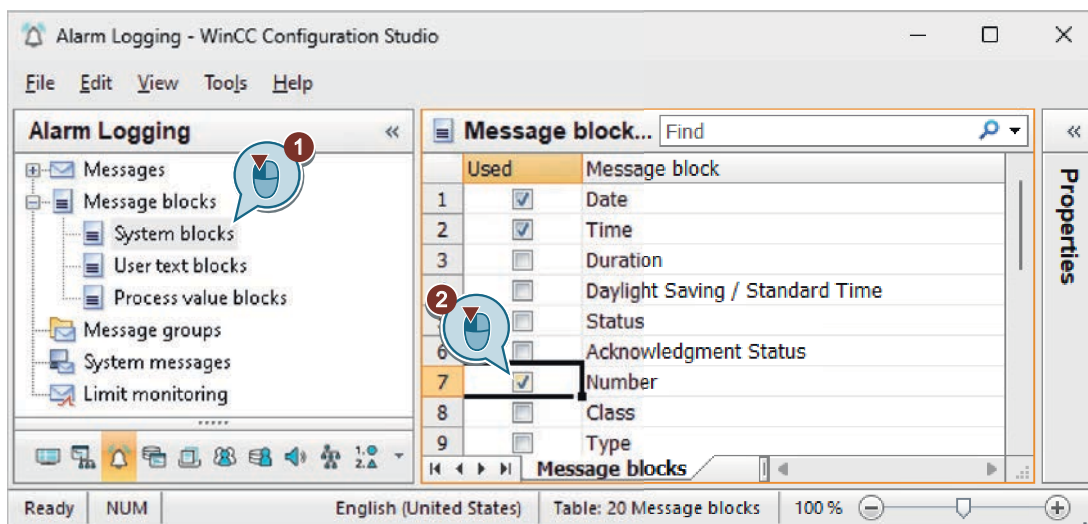 Alarm Logging - WinCC Configuration Studio
File Edit View Tools Help
Alarm Logging «
Messages
Message blocks
System blocks
User text blocks
Process value blocks
Message groups
System messages
Limit monitoring
1
Message block... Find
Used Message block
1 Date
2 Time
3 Duration
Daylight Saving / Standard Time
2
Status
6 Acknowledgment Status
7 Number
8 Class
9 Type
Message blocks
«
Properties
Ready NUM English (United States) Table: 20 Message blocks 100 %